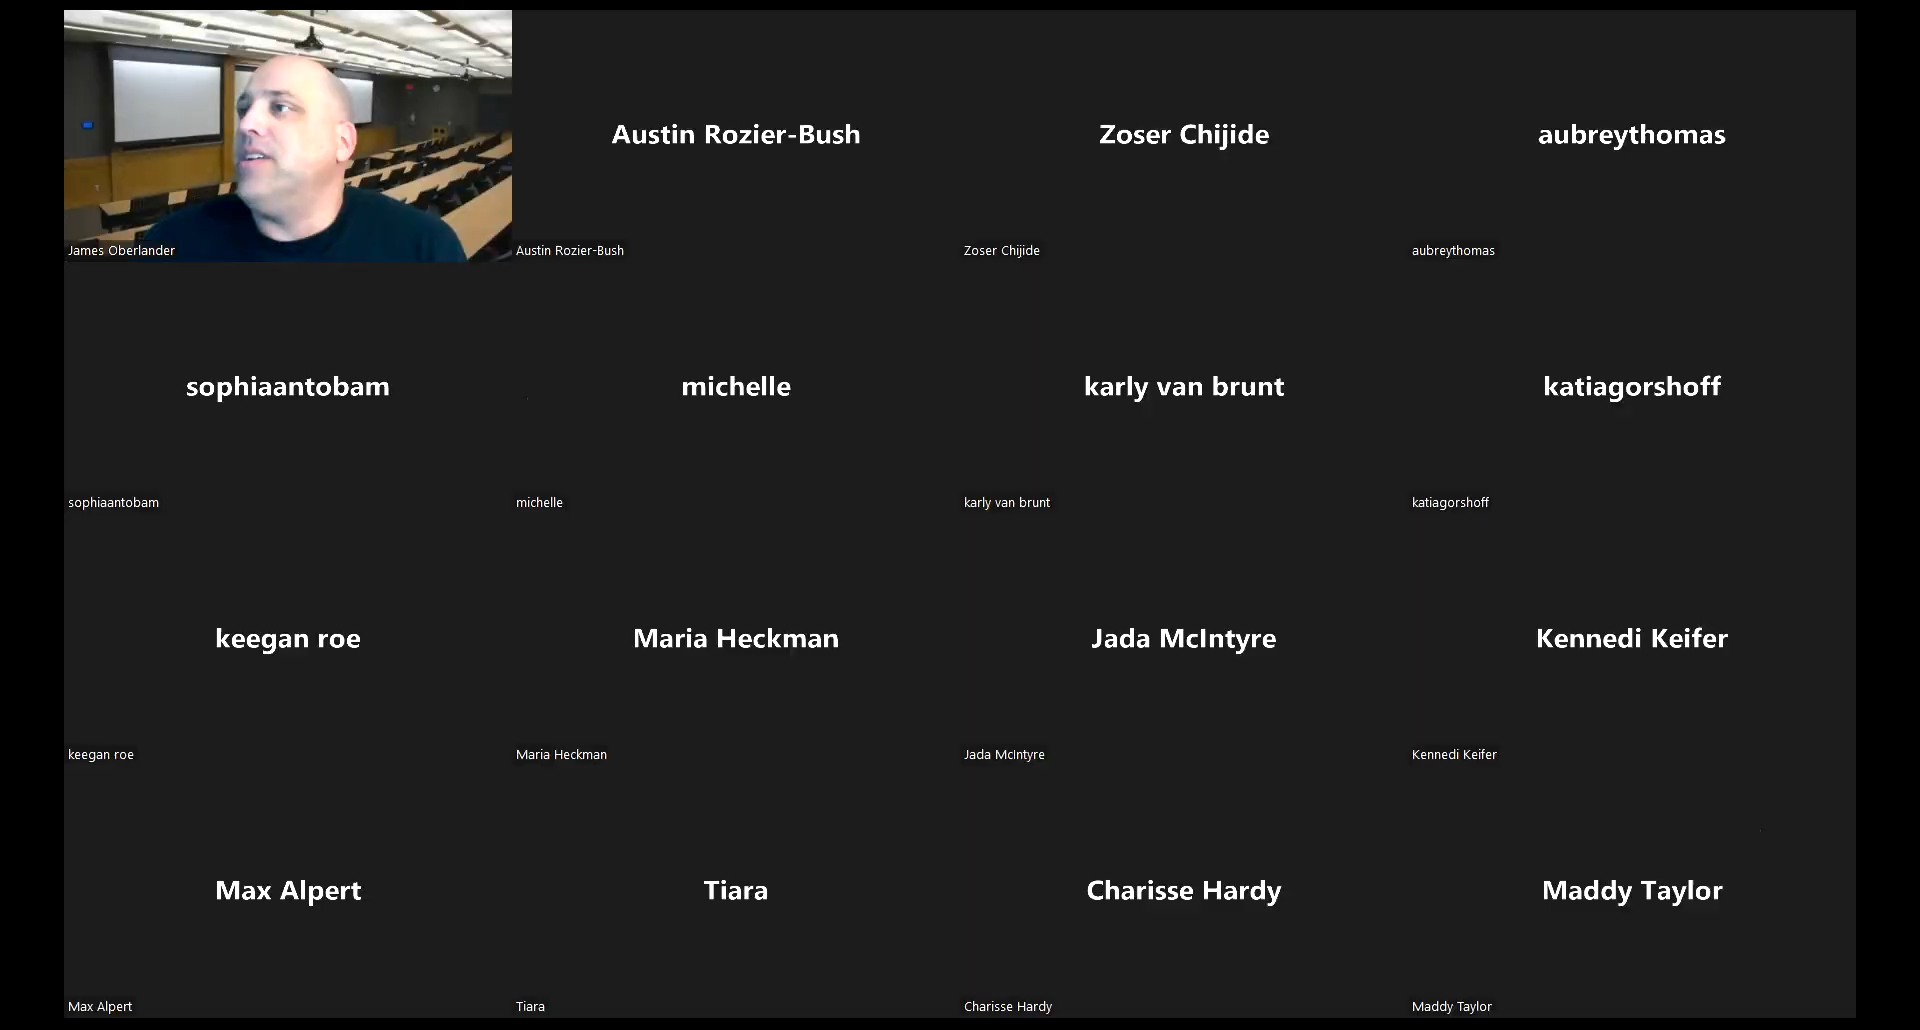 Austin Rozier-Bush
Zoser Chijide
aubreythomas
James Oberlander
Austin Rozier-Bush
Zoser Chijide
aubreythomas
sophiaantobam
michelle
karly van brunt
katiagorshoff
sophiaantobam
michelle
karly van brunt
katiagorshoff
keegan roe
Maria Heckman
Jada McIntyre
Kennedi Keifer
keegan roe
Maria Heckman
Jada McIntyre
Kennedi Keifer
Max Alpert
Tiara
Charisse Hardy
Maddy Taylor
Max Alpert
Tiara
Charisse Hardy
Maddy Taylor